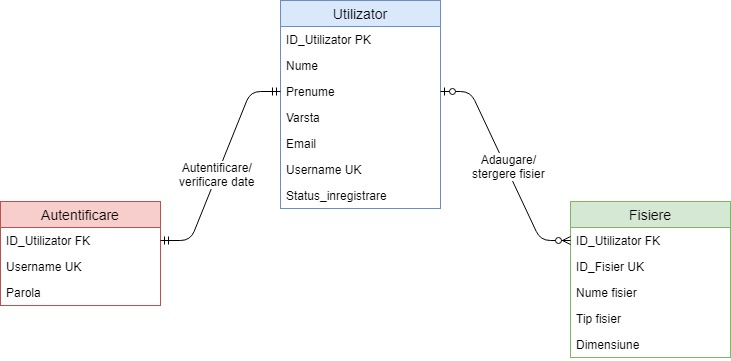 Utilizator
ID_Utilizator PK
Nume
Prenume
Varsta
Email
Username UK
Status_inregistrare
Autentificare/
verificare date
Adaugare/
stergere fisier
Autentificare
ID_Utilizator FK
Username UK
Parola
Fisiere
ID_Utilizator FK
ID_Fisier UK
Nume fisier
Tip fisier
Dimensiune